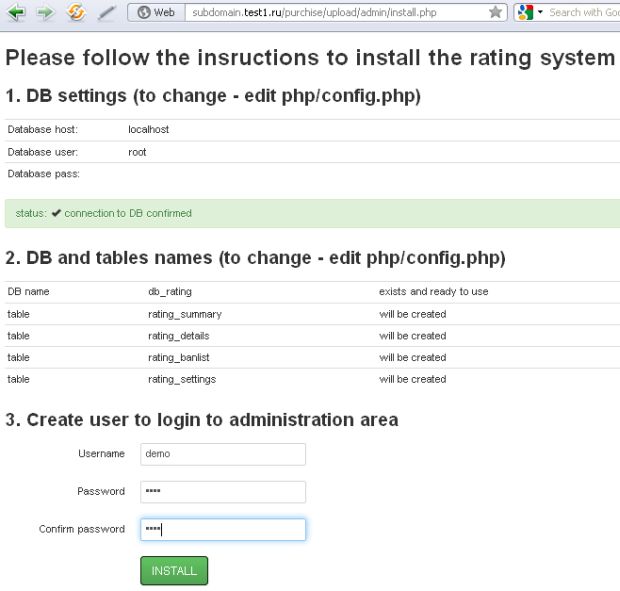 Web
subdomain.test1.ru/purchise/upload/admin/install.php
Search with
Please follow the insructions to install the rating system
1. DB settings (to change - edit php/config.php)
Database host: localhost
Database user: root
Database pass:
status: ✔ connection to DB confirmed
2. DB and tables names (to change - edit php/config.php)
DB name db_rating exists and ready to use
table rating_summary will be created
table rating_details will be created
table rating_banlist will be created
table rating_settings will be created
3. Create user to login to administration area
Username demo
Password ••••
Confirm password ••••
INSTALL